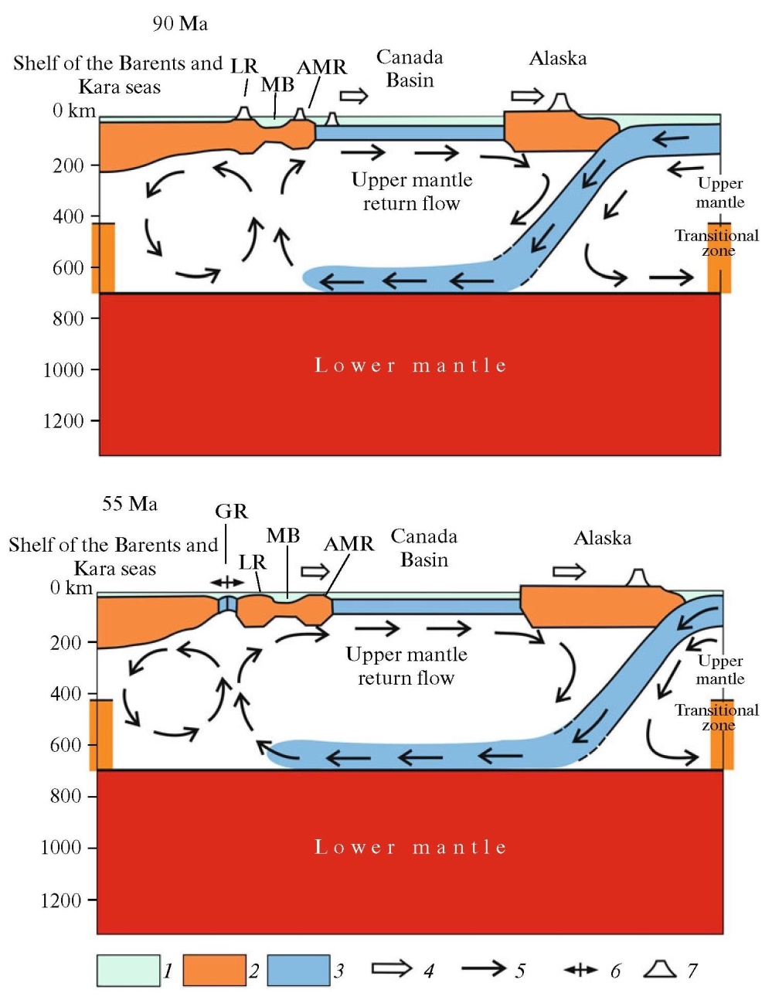 90 Ma
Shelf of the Barents and
Kara seas
LR
MB
AMR
Canada
Basin
Alaska
0 km
200
400
600
800
1000
1200
Upper mantle
return flow
Upper
mantle
Transitional
zone
Lower mantle
55 Ma
GR
Shelf of the Barents and
Kara seas
LR
MB
AMR
Canada
Basin
Alaska
0 km
200
400
600
800
1000
1200
Upper mantle
return flow
Upper
mantle
Transitional
zone
Lower mantle
1 2 3 4 5 6 7